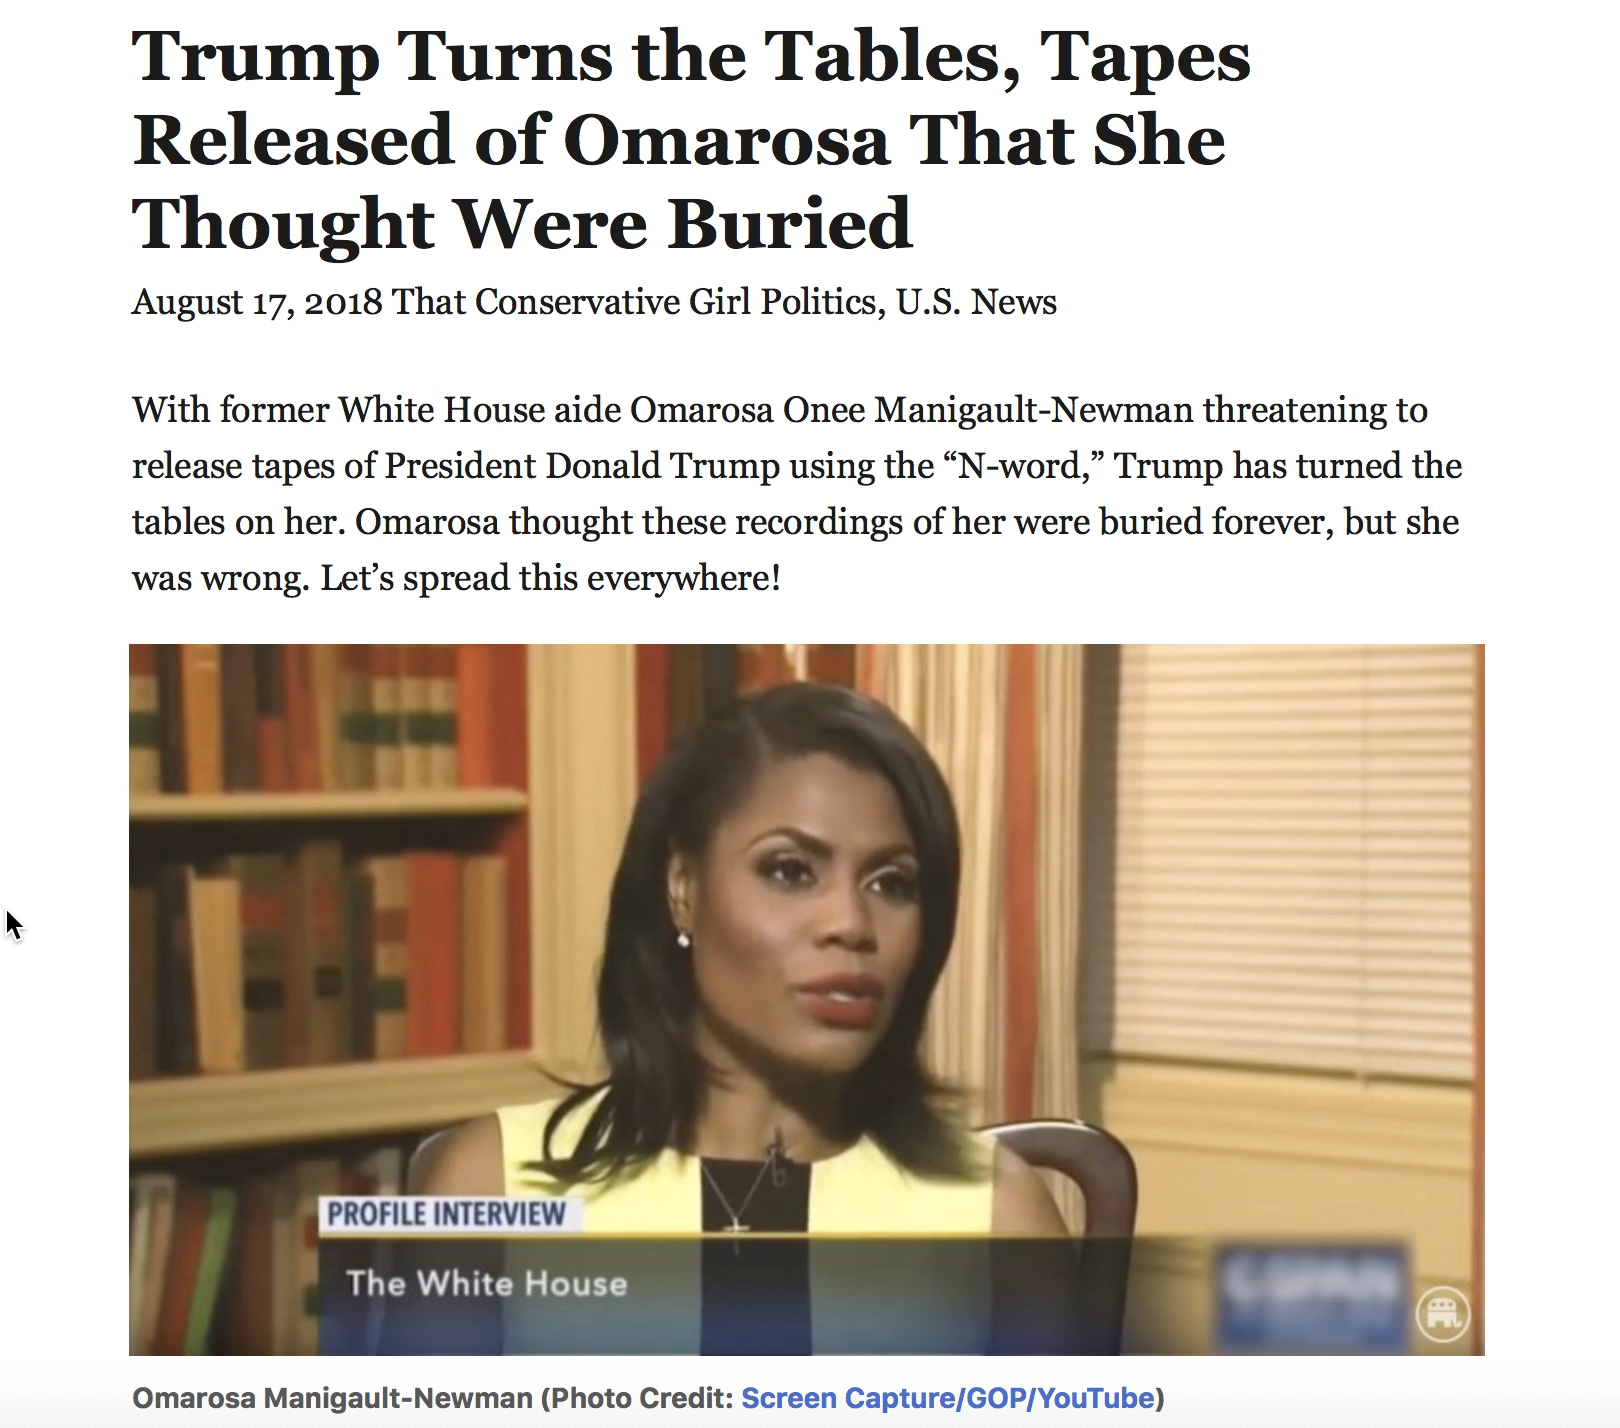 Trump Turns the Tables, Tapes
Released of Omarosa That She
Thought Were Buried
August 17, 2018 That Conservative Girl Politics, U.S. News
With former White House aide Omarosa Onee Manigault-Newman threatening to
release tapes of President Donald Trump using the “N-word,” Trump has turned the
tables on her. Omarosa thought these recordings of her were buried forever, but she
was wrong. Let’s spread this everywhere!
PROFILE INTERVIEW
The White House
Omarosa Manigault-Newman (Photo Credit: Screen Capture/GOP/YouTube)